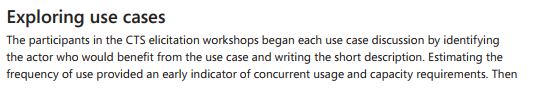 Exploring use cases
The participants in the CTS elicitation workshops began each use case discussion by identifying
the actor who would benefit from the use case and writing the short description. Estimating the
frequency of use provided an early indicator of concurrent usage and capacity requirements. Then